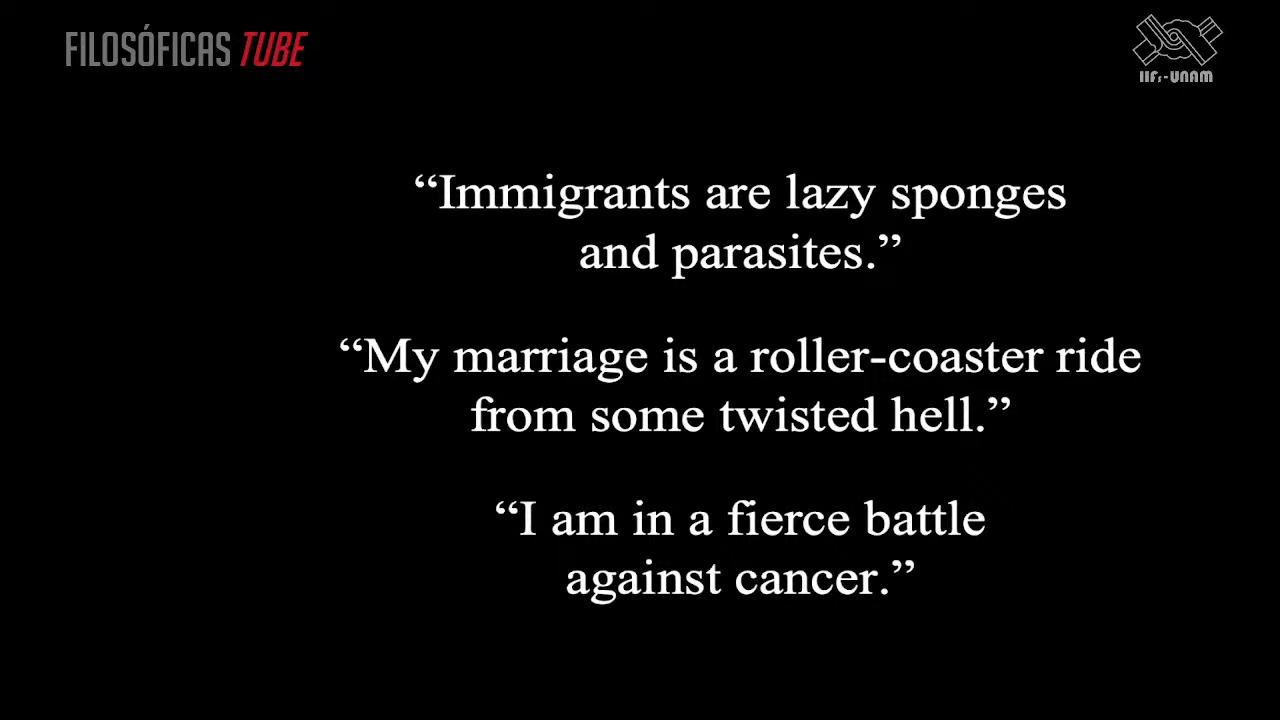 FILOSÓFICAS TUBE
IIFs-UNAM
“Immigrants are lazy sponges
and parasites.”
“My marriage is a roller-coaster ride
from some twisted hell.”
“I am in a fierce battle
against cancer.”